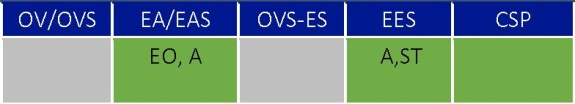 OV/OVS EA/EAS OVS-ES EES CSP
EO, A A,ST